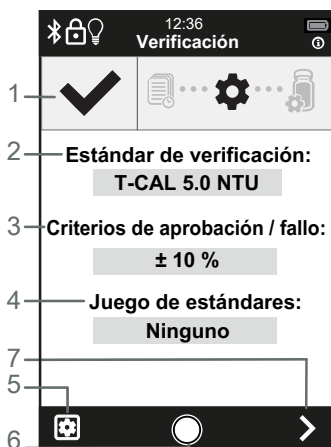 12:36
Verificación
1
2
Estándar de verificación:
T-CAL 5.0 NTU
3
Criterios de aprobación / fallo:
± 10 %
4
Juego de estándares:
Ninguno
7
5
6